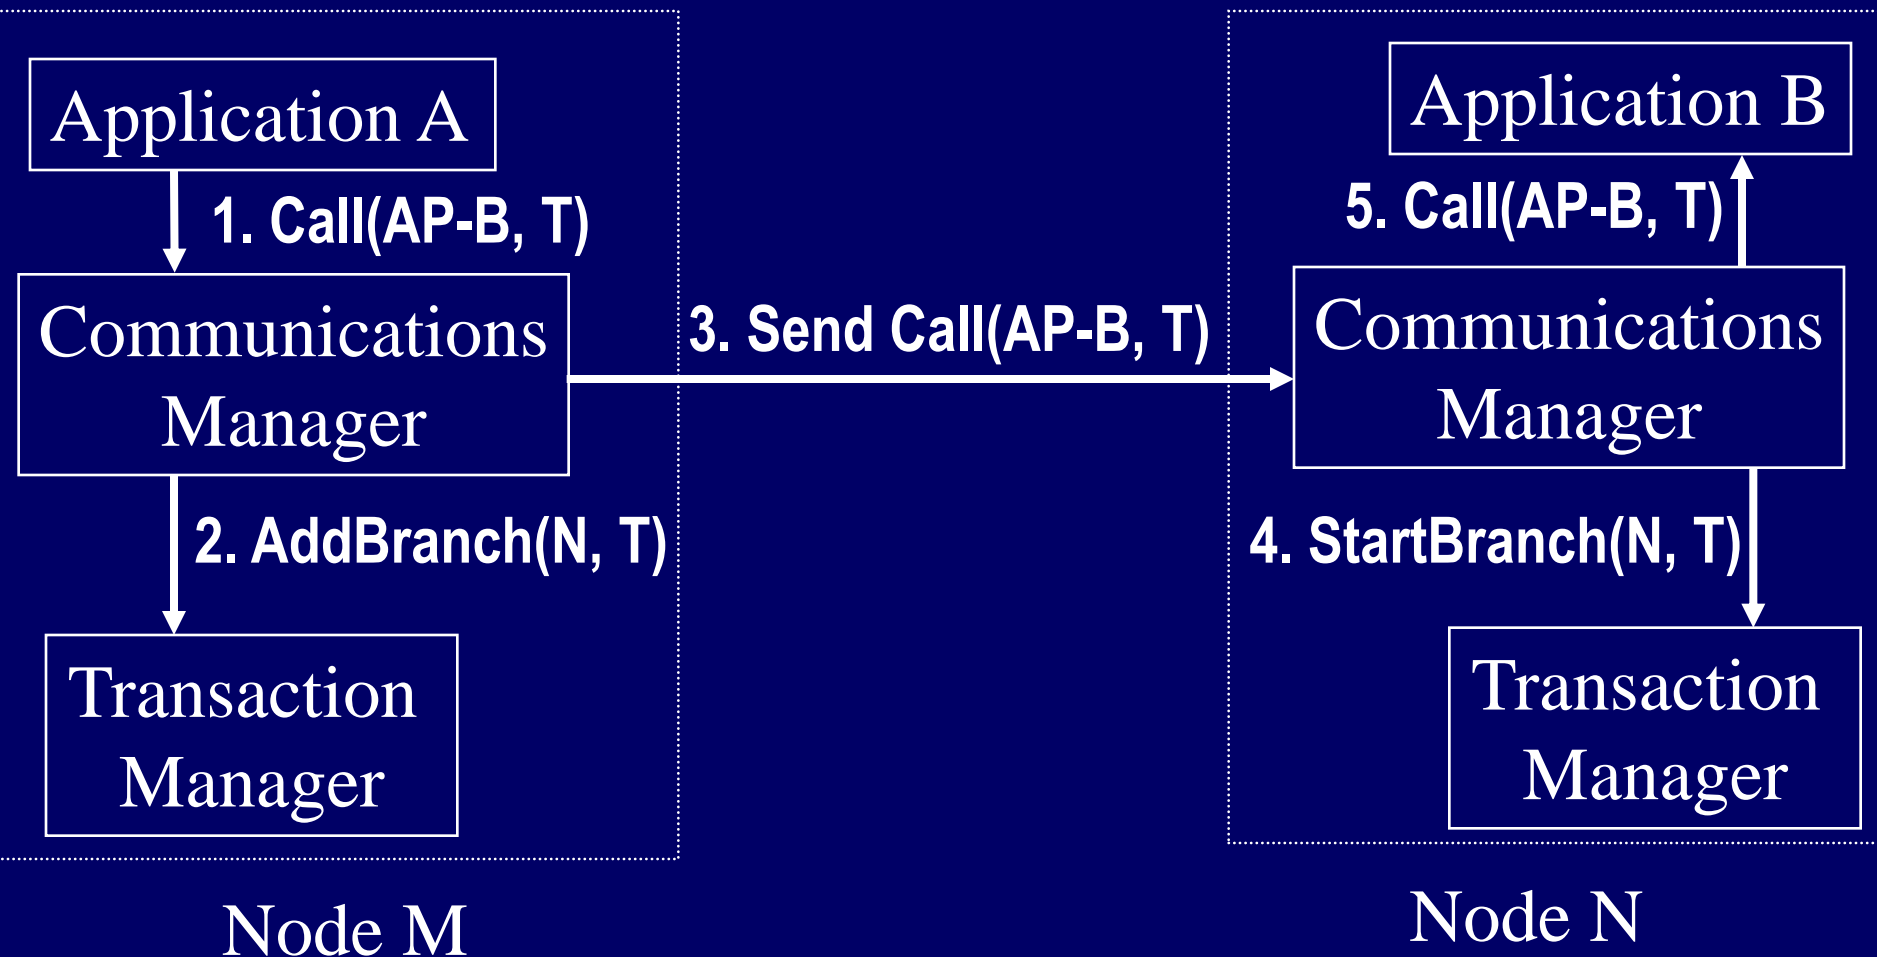 Application A
1. Call(AP-B, T)
Communications
Manager
2. AddBranch(N, T)
Transaction
Manager
Node M
3. Send Call(AP-B, T)
Application B
5. Call(AP-B, T)
Communications
Manager
4. StartBranch(N, T)
Transaction
Manager
Node N